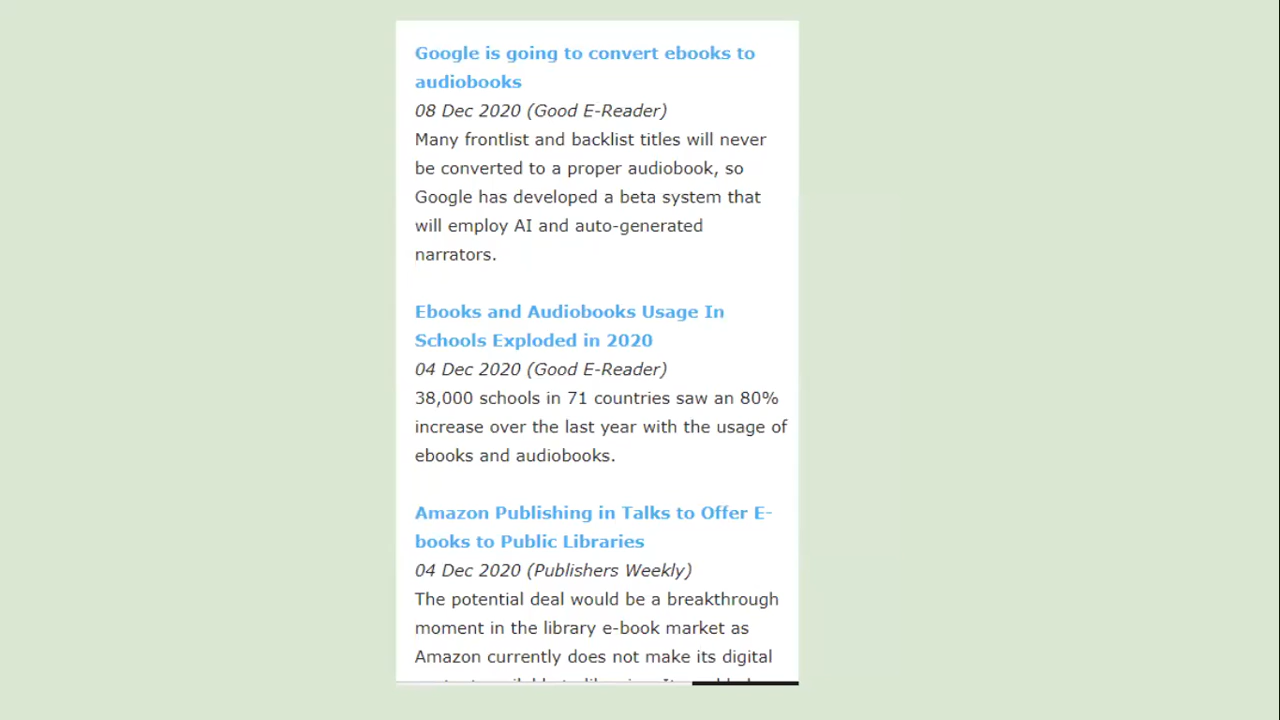 Google is going to convert ebooks to
audiobooks
08 Dec 2020 (Good E-Reader)
Many frontlist and backlist titles will never
be converted to a proper audiobook, so
Google has developed a beta system that
will employ AI and auto-generated
narrators.
Ebooks and Audiobooks Usage In
Schools Exploded in 2020
04 Dec 2020 (Good E-Reader)
38,000 schools in 71 countries saw an 80%
increase over the last year with the usage of
ebooks and audiobooks.
Amazon Publishing in Talks to Offer E-
books to Public Libraries
04 Dec 2020 (Publishers Weekly)
The potential deal would be a breakthrough
moment in the library e-book market as
Amazon currently does not make its digital